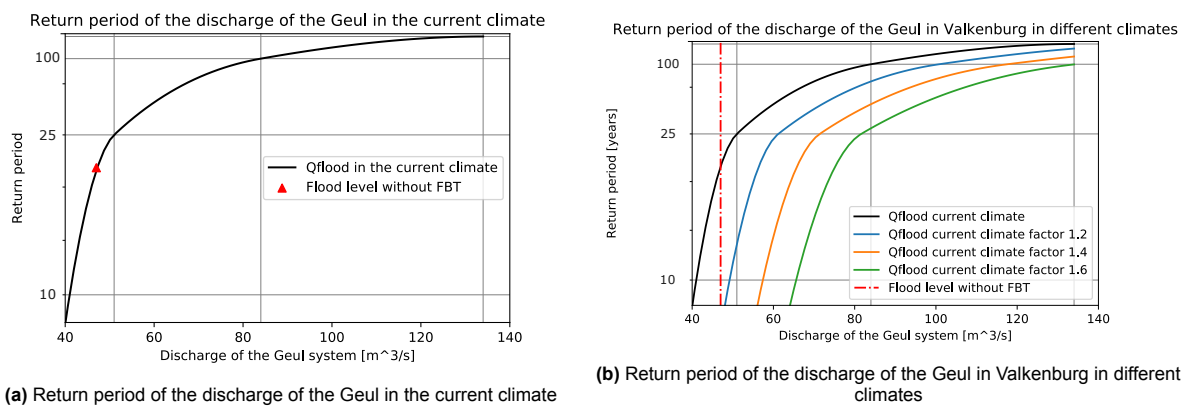 Return period of the discharge of the Geul in the current climate
Return period
100
25
10
Qflood in the current climate
Flood level without FBT
40 60 80 100 120 140
Discharge of the Geul system [m^3/s]
(a) Return period of the discharge of the Geul in the current climate
Return period of the discharge of the Geul in Valkenburg in different climates
Return period [years]
100
25
10
Qflood current climate
Qflood current climate factor 1.2
Qflood current climate factor 1.4
Qflood current climate factor 1.6
Flood level without FBT
40 60 80 100 120 140
Discharge of the Geul system [m^3/s]
(b) Return period of the discharge of the Geul in Valkenburg in different
climates